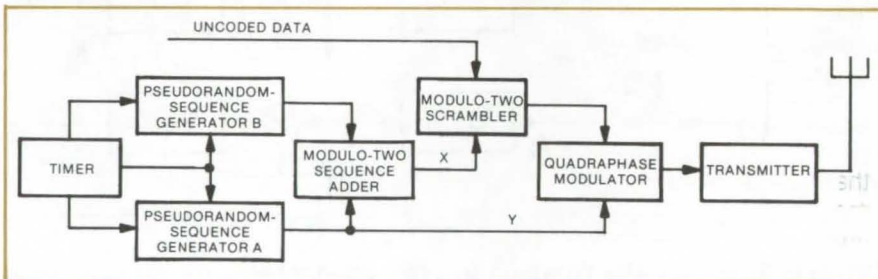 UNCODED DATA
PSEUDORANDOM-
SEQUENCE
GENERATOR B
MODULO-TWO
SCRAMBLER
TIMER
MODULO-TWO
SEQUENCE
ADDER
X
QUADRAPHASE
MODULATOR
TRANSMITTER
PSEUDORANDOM-
SEQUENCE
GENERATOR A
Y